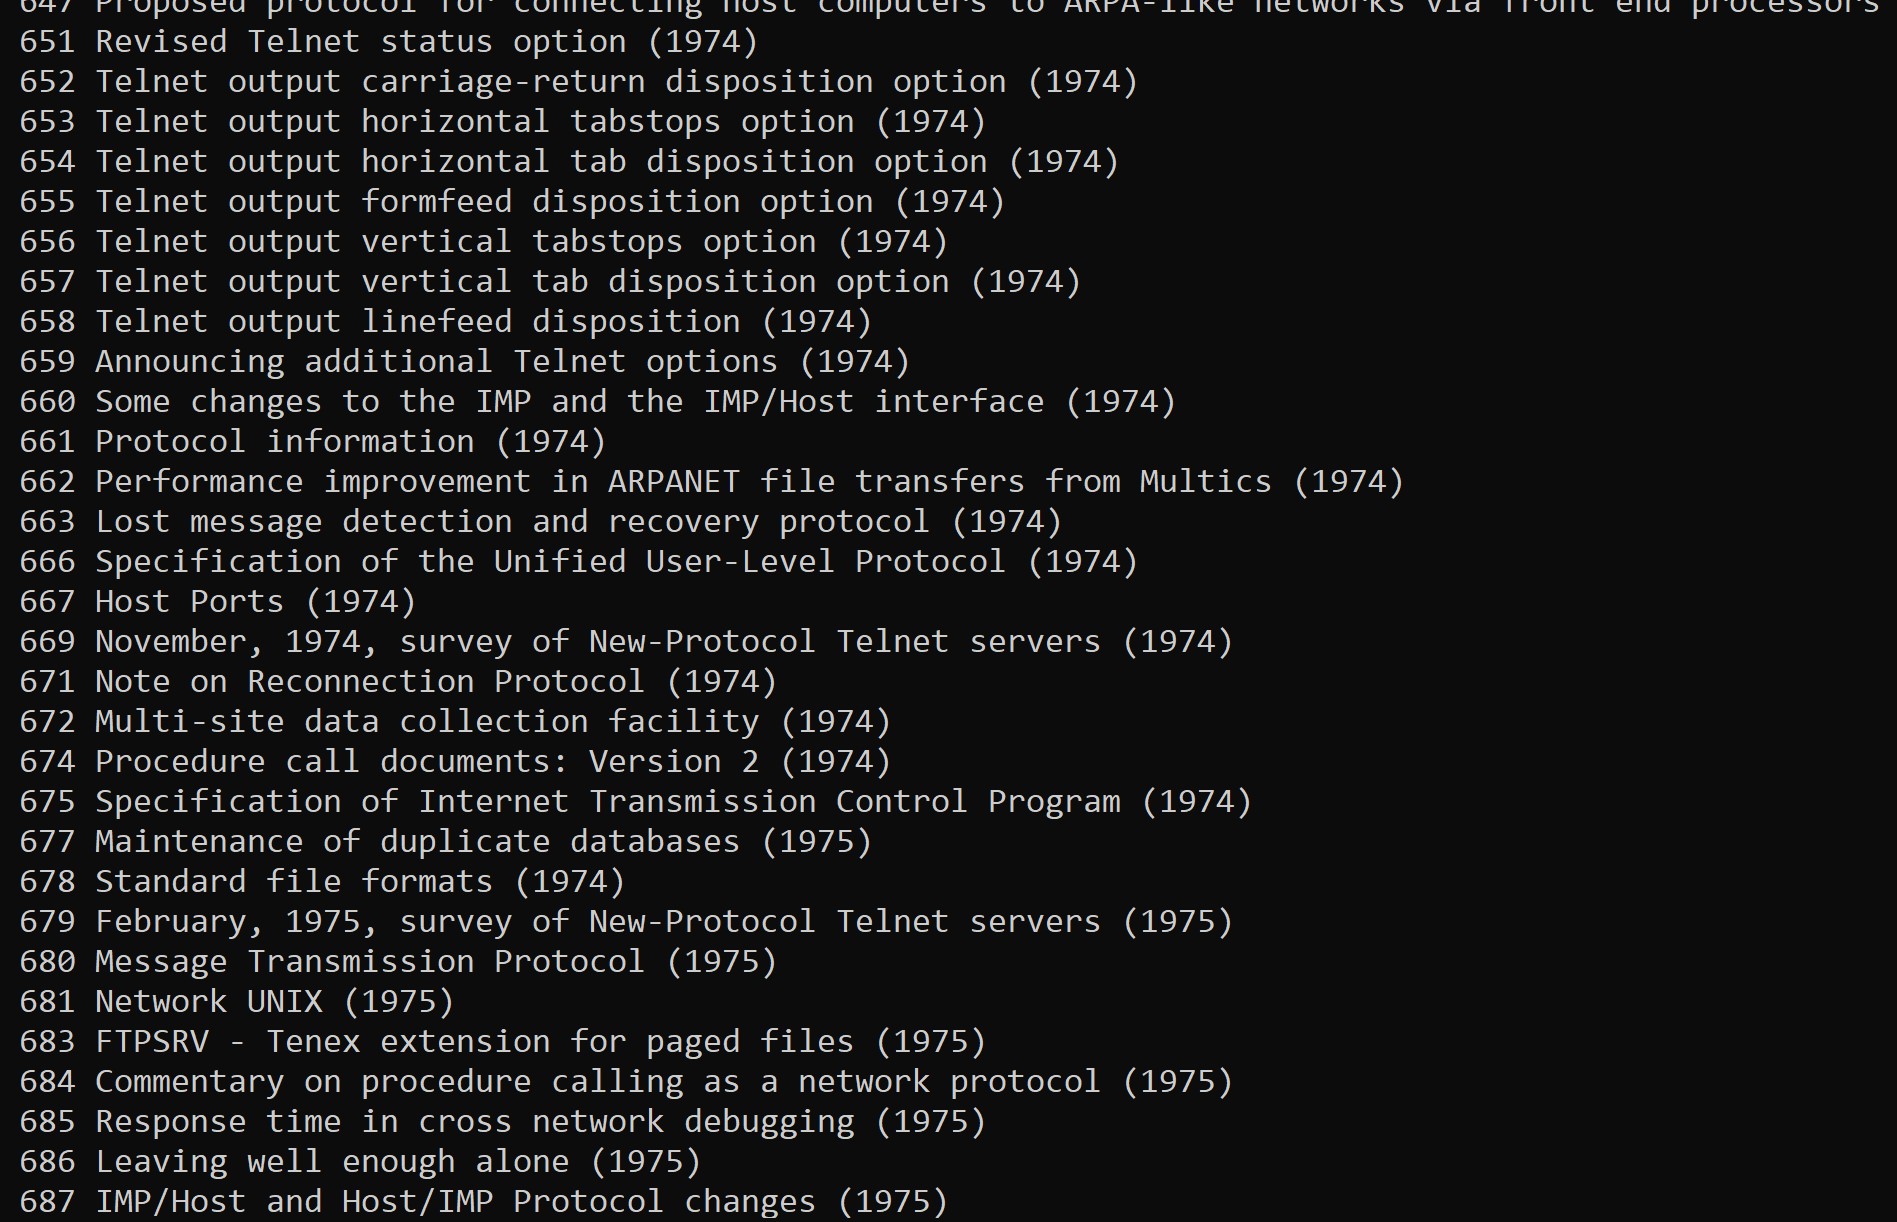 647 Proposed protocol for connecting host computers to ARPA-like networks via front end processors
651 Revised Telnet status option (1974)
652 Telnet output carriage-return disposition option (1974)
653 Telnet output horizontal tabstops option (1974)
654 Telnet output horizontal tab disposition option (1974)
655 Telnet output formfeed disposition option (1974)
656 Telnet output vertical tabstops option (1974)
657 Telnet output vertical tab disposition option (1974)
658 Telnet output linefeed disposition (1974)
659 Announcing additional Telnet options (1974)
660 Some changes to the IMP and the IMP/Host interface (1974)
661 Protocol information (1974)
662 Performance improvement in ARPANET file transfers from Multics (1974)
663 Lost message detection and recovery protocol (1974)
666 Specification of the Unified User-Level Protocol (1974)
667 Host Ports (1974)
669 November, 1974, survey of New-Protocol Telnet servers (1974)
671 Note on Reconnection Protocol (1974)
672 Multi-site data collection facility (1974)
674 Procedure call documents: Version 2 (1974)
675 Specification of Internet Transmission Control Program (1974)
677 Maintenance of duplicate databases (1975)
678 Standard file formats (1974)
679 February, 1975, survey of New-Protocol Telnet servers (1975)
680 Message Transmission Protocol (1975)
681 Network UNIX (1975)
683 FTPSRV - Tenex extension for paged files (1975)
684 Commentary on procedure calling as a network protocol (1975)
685 Response time in cross network debugging (1975)
686 Leaving well enough alone (1975)
687 IMP/Host and Host/IMP Protocol changes (1975)